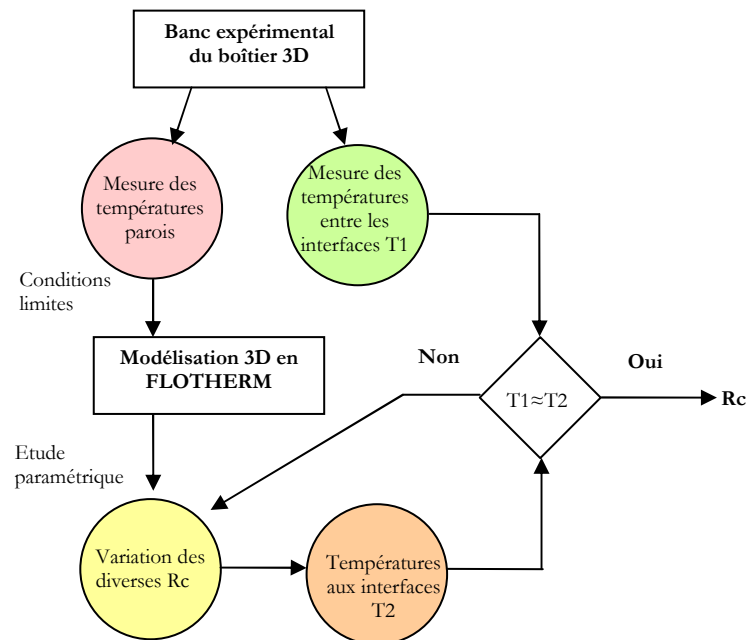 Banc expérimental
du boîtier 3D
Mesure des
températures
parois
Mesure des
températures
entre les
interfaces T1
Conditions
limites
Modélisation 3D en
FLOTHERM
Non
Oui
T1≈T2
Rc
Etude
paramétrique
Variation des
diverses Rc
Températures
aux interfaces
T2